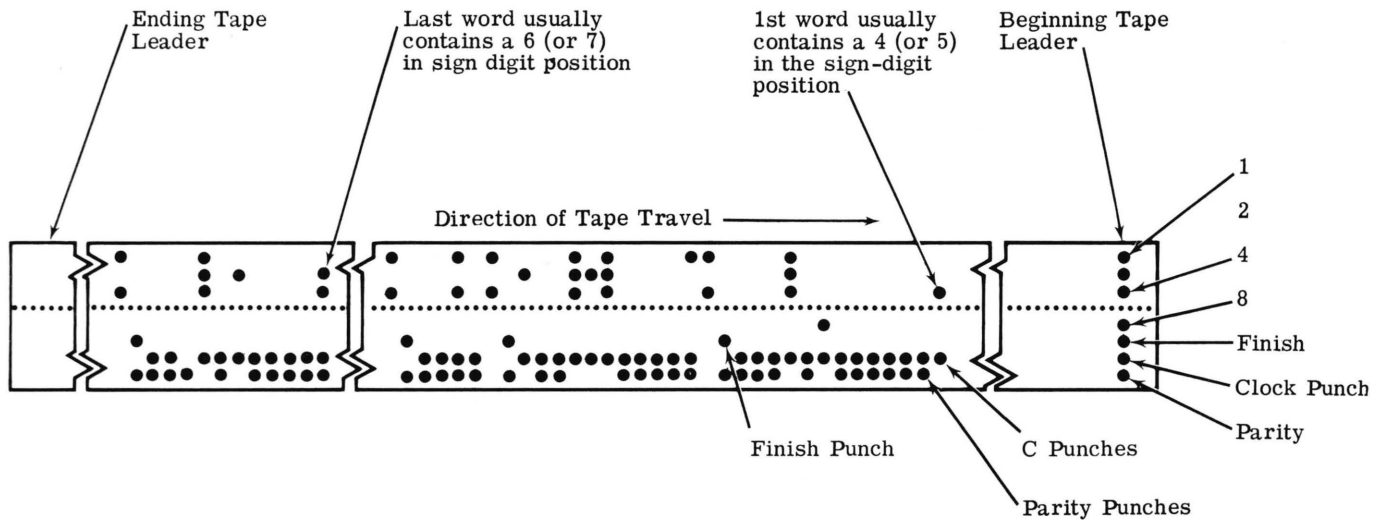 Ending Tape
Leader
Last word usually
contains a 6 (or 7)
in sign digit position
1st word usually
contains a 4 (or 5)
in the sign-digit
position
Beginning Tape
Leader
Direction of Tape Travel
1
2
4
8
Finish
Clock Punch
Parity
Finish Punch
C Punches
Parity Punches